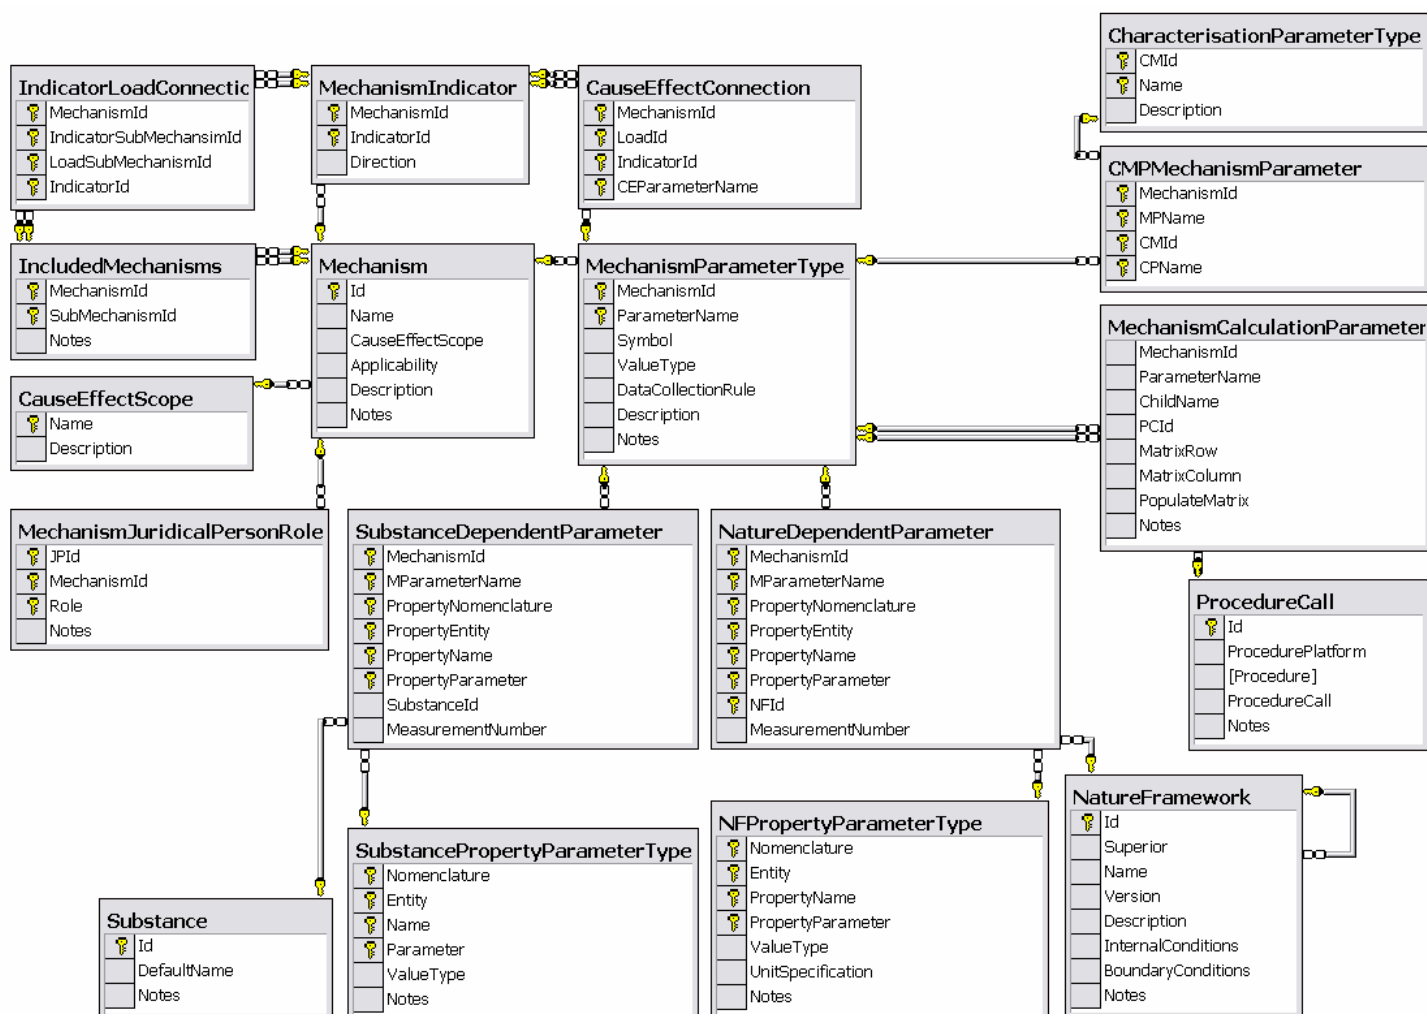 CharacterisationParameterType
CMId
Name
Description
IndicatorLoadConnectic
MechanismId
IndicatorSubMechansimId
LoadSubMechanismId
IndicatorId
MechanismIndicator
MechanismId
IndicatorId
Direction
CauseEffectConnection
MechanismId
LoadId
IndicatorId
CEParameterName
CMPMechanismParameter
MechanismId
MPName
CMId
CPName
IncludedMechanisms
MechanismId
SubMechanismId
Notes
Mechanism
Id
Name
CauseEffectScope
Applicability
Description
Notes
MechanismParameterType
MechanismId
ParameterName
Symbol
ValueType
DataCollectionRule
Description
Notes
MechanismCalculationParameter
MechanismId
ParameterName
ChildName
PCId
MatrixRow
MatrixColumn
PopulateMatrix
Notes
CauseEffectScope
Name
Description
MechanismJuridicalPersonRole
JPId
MechanismId
Role
Notes
SubstanceDependentParameter
MechanismId
MParameterName
PropertyNomenclature
PropertyEntity
PropertyName
PropertyParameter
SubstanceId
MeasurementNumber
NatureDependentParameter
MechanismId
MParameterName
PropertyNomenclature
PropertyEntity
PropertyName
PropertyParameter
NFId
MeasurementNumber
ProcedureCall
Id
ProcedurePlatform
[Procedure]
ProcedureCall
Notes
Substance
Id
DefaultName
Notes
SubstancePropertyParameterType
Nomenclature
Entity
Name
Parameter
ValueType
Notes
NFPropertyParameterType
Nomenclature
Entity
PropertyName
PropertyParameter
ValueType
UnitSpecification
Notes
NatureFramework
Id
Superior
Name
Version
Description
InternalConditions
BoundaryConditions
Notes